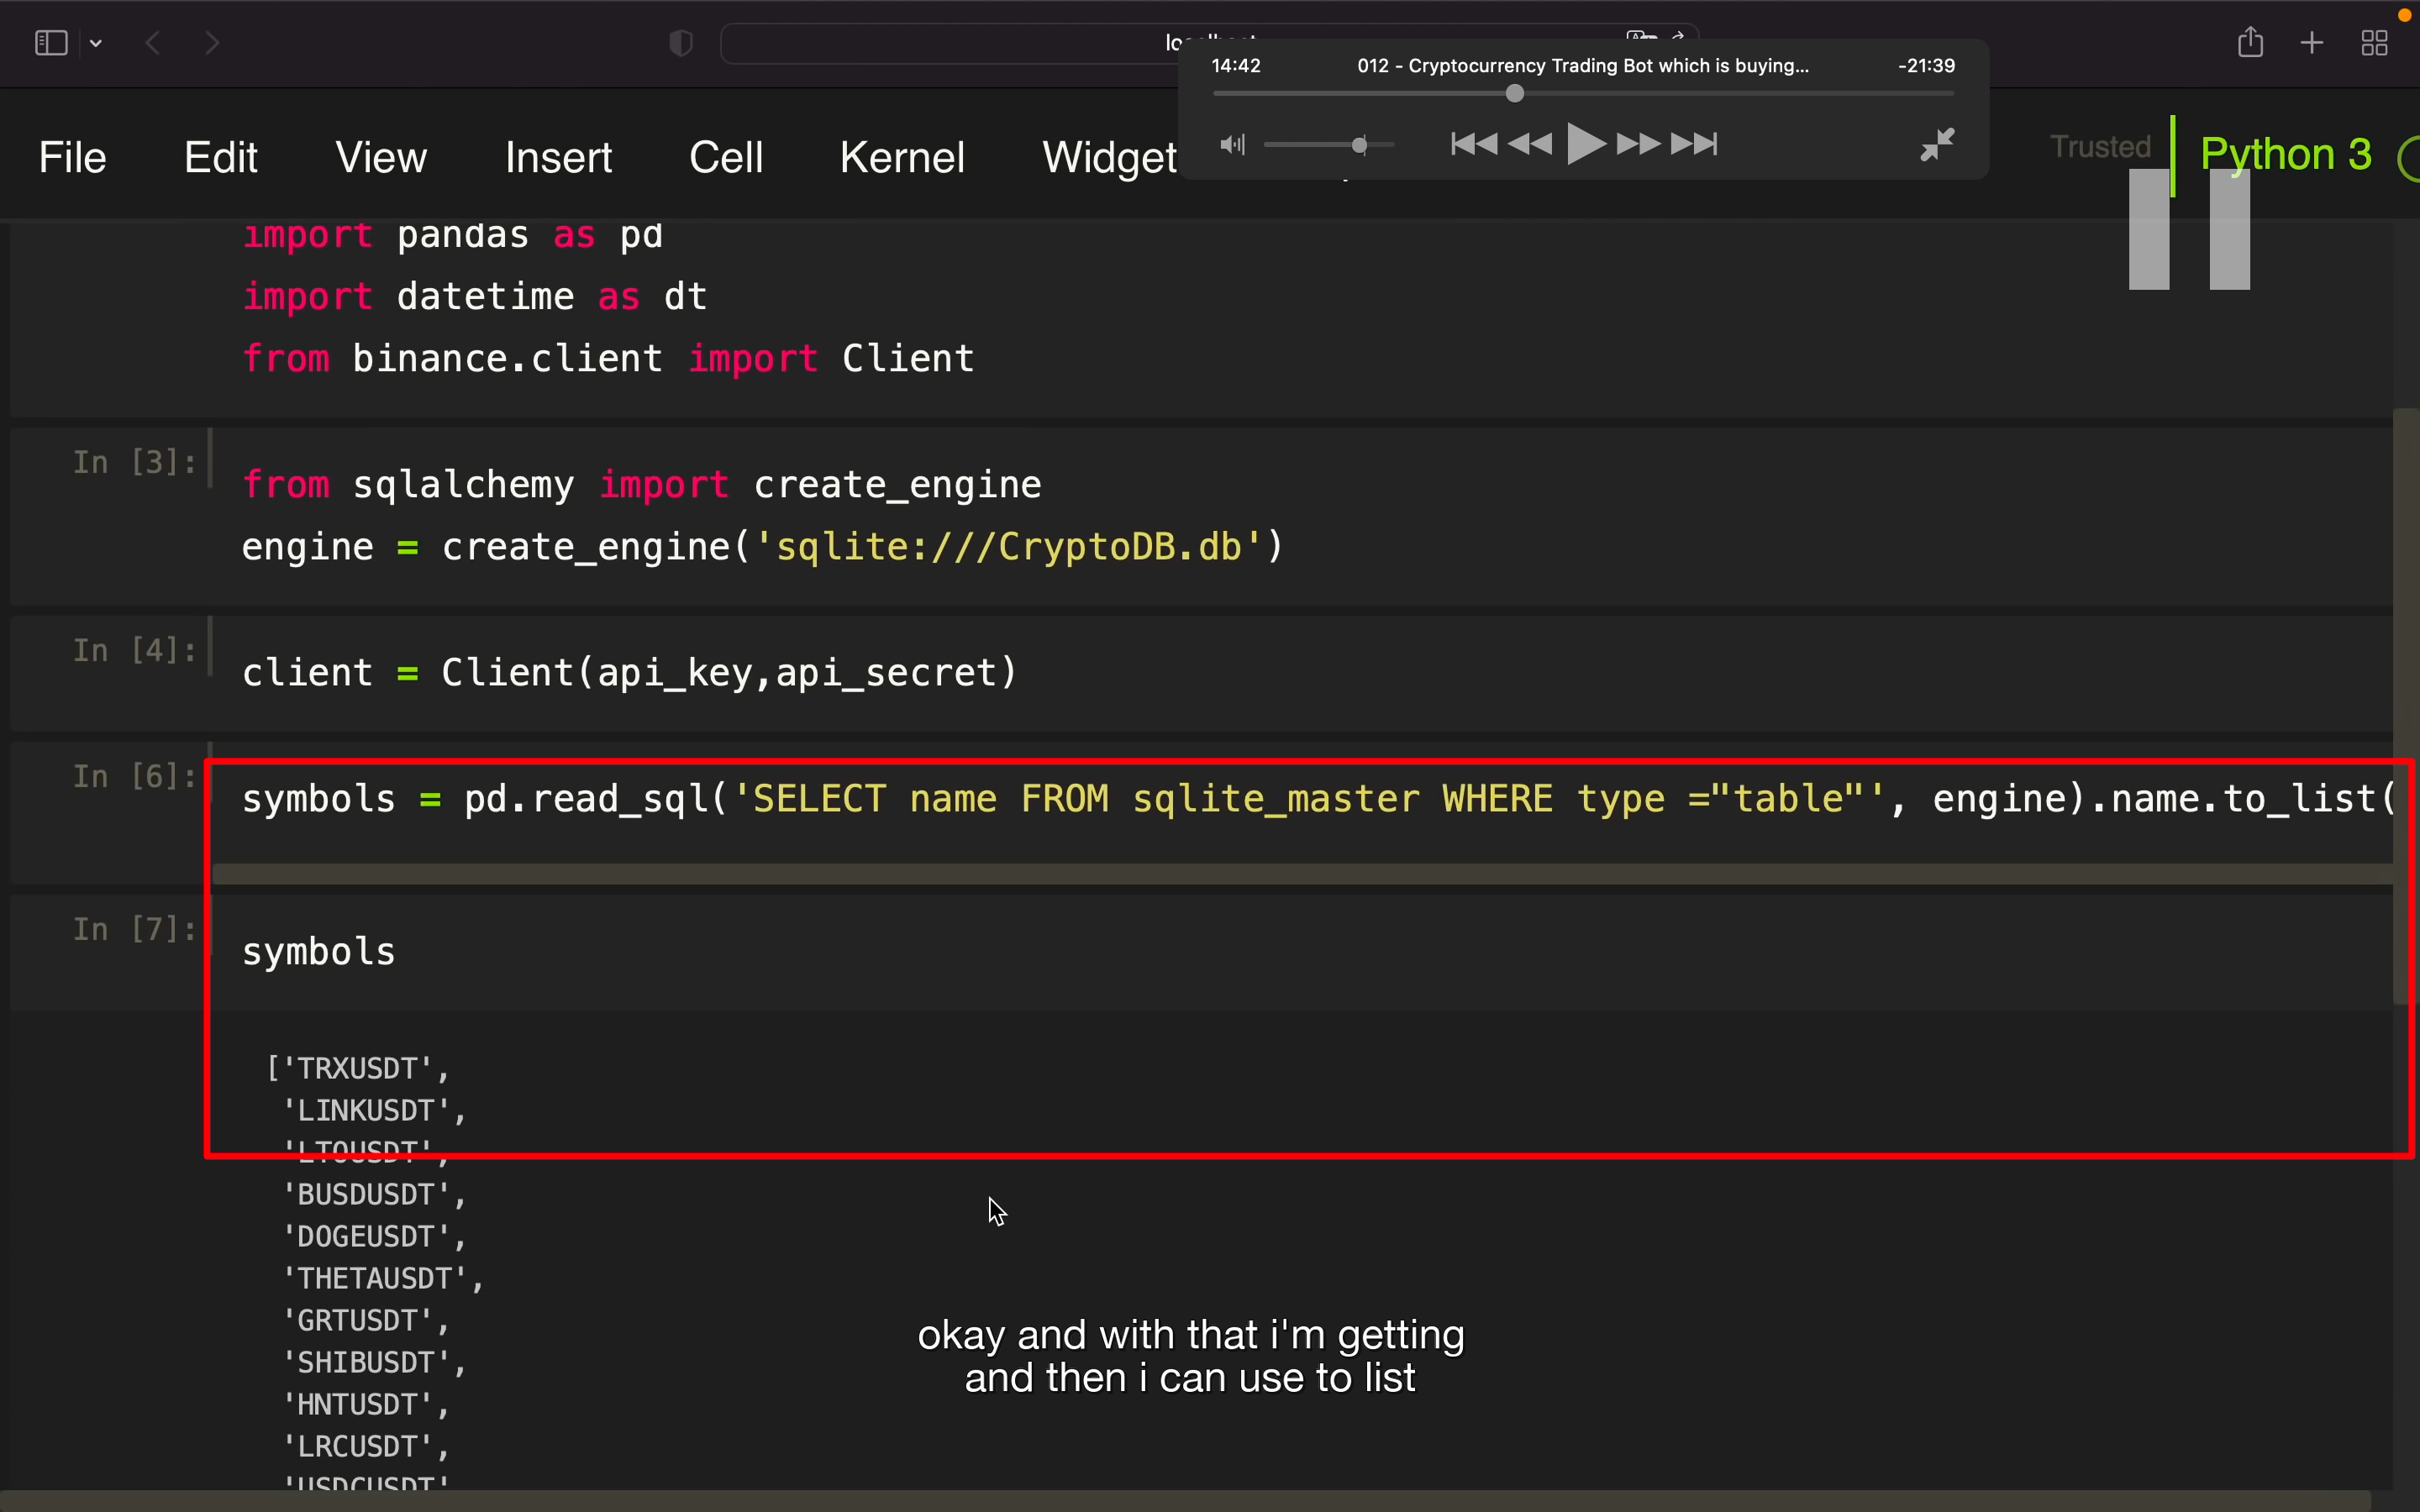 14:42 012 - Cryptocurrency Trading Bot which is buying... -21:39
File Edit View Insert Cell Kernel Widget Trusted Python 3
import pandas as pd
import datetime as dt
from binance.client import Client
In [3]:
from sqlalchemy import create_engine
engine = create_engine('sqlite:///CryptoDB.db')
In [4]:
client = Client(api_key,api_secret)
In [6]:
symbols = pd.read_sql('SELECT name FROM sqlite_master WHERE type ="table"', engine).name.to_list(
In [7]:
symbols
['TRXUSDT',
'LINKUSDT',
'LTOUSDT',
'BUSDUSDT',
'DOGEUSDT',
'THETAUSDT',
'GRTUSDT',
'SHIBUSDT',
'HNTUSDT',
'LRCUSDT',
'USDCUSDT'
okay and with that i'm getting
and then i can use to list